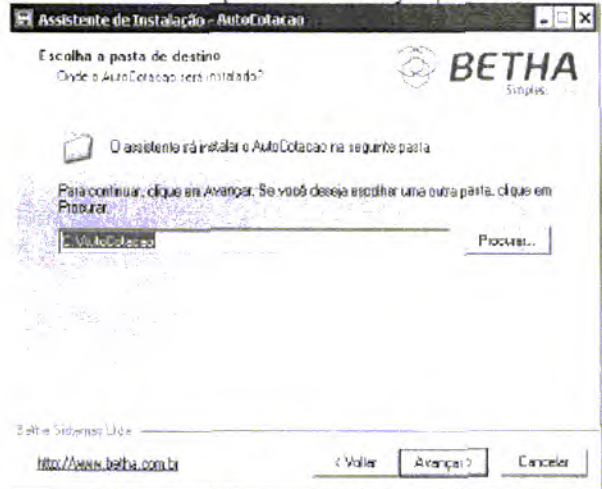 Assistente de Instalação - AutoCotacao
Escolha a pasta de destino
Onde o AutoCotacao será instalado?
BETHA
Simples.
O assistente irá instalar o AutoCotacao na seguinte pasta
Para continuar, clique em Avançar. Se você deseja escolher uma outra pasta, clique em
Procurar.
C:\AutoCotacao
Procurar...
Betha Sistemas Ltda
http://www.betha.com.br
< Voltar
Avançar >
Cancelar